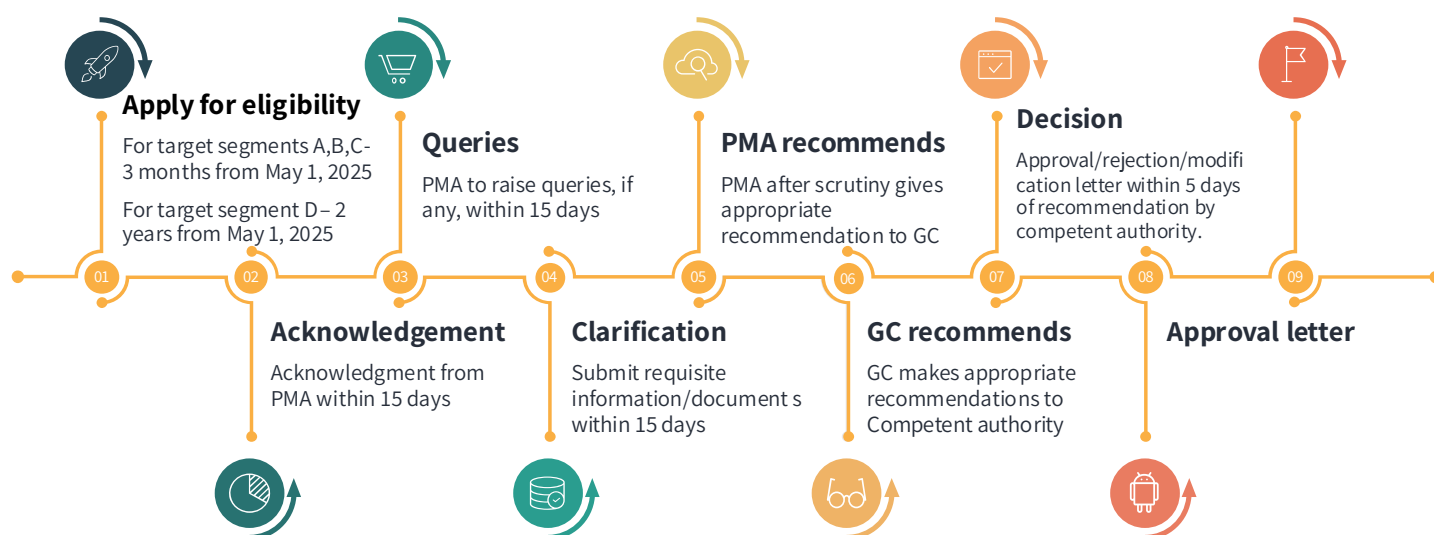 Apply for eligibility
For target segments A,B,C-
3 months from May 1, 2025
For target segment D– 2
years from May 1, 2025
01
02
Acknowledgement
Acknowledgment from
PMA within 15 days
Queries
PMA to raise queries, if
any, within 15 days
03
04
Clarification
Submit requisite
information/document s
within 15 days
PMA recommends
PMA after scrutiny gives
appropriate
recommendation to GC
05
06
GC recommends
GC makes appropriate
recommendations to
Competent authority
Decision
Approval/rejection/modifi
cation letter within 5 days
of recommendation by
competent authority.
07
08
Approval letter
09